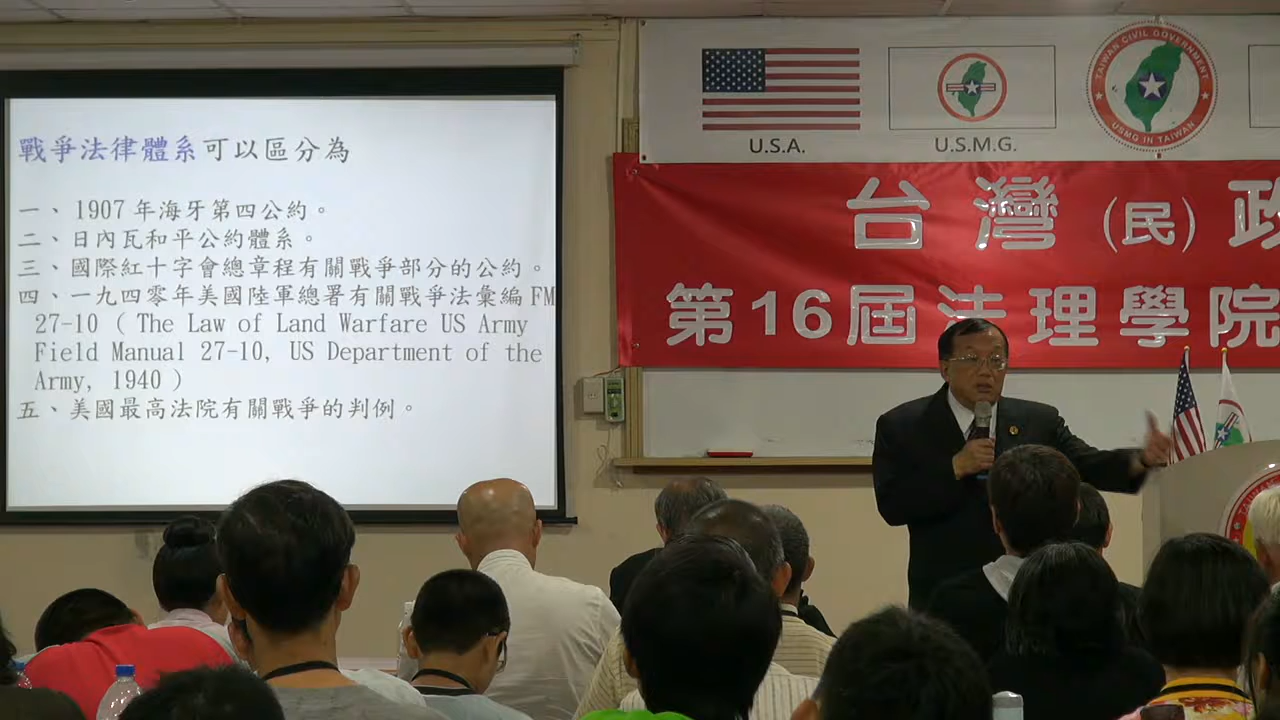 戰爭法律體系可以區分為
一、1907年海牙第四公約。
二、日內瓦和平公約體系。
三、國際紅十字會總章程有關戰爭部分的公約。
四、一九四零年美國陸軍總署有關戰爭法彙編FM
27-10 ( The Law of Land Warfare US Army
Field Manual 27-10, US Department of the
Army, 1940 )
五、美國最高法院有關戰爭的判例。
U.S.A.
U.S.M.G.
TAIWAN CIVIL GOVERNMENT
USMG IN TAIWAN
台灣(民)政
第16屆法理學院